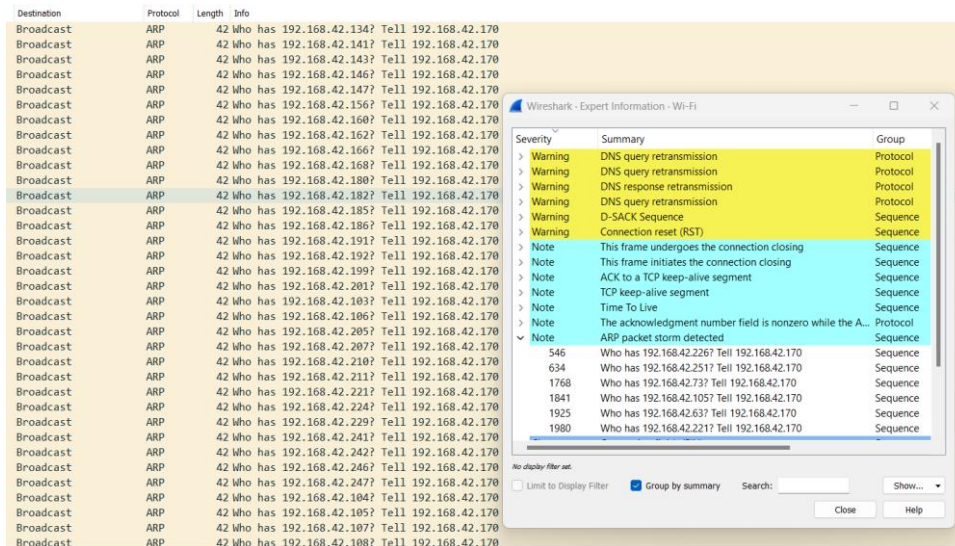 Destination Protocol Length Info
Broadcast ARP 42 Who has 192.168.42.134? Tell 192.168.42.170
Broadcast ARP 42 Who has 192.168.42.141? Tell 192.168.42.170
Broadcast ARP 42 Who has 192.168.42.143? Tell 192.168.42.170
Broadcast ARP 42 Who has 192.168.42.146? Tell 192.168.42.170
Broadcast ARP 42 Who has 192.168.42.147? Tell 192.168.42.170
Broadcast ARP 42 Who has 192.168.42.156? Tell 192.168.42.170
Broadcast ARP 42 Who has 192.168.42.160? Tell 192.168.42.170
Broadcast ARP 42 Who has 192.168.42.162? Tell 192.168.42.170
Broadcast ARP 42 Who has 192.168.42.166? Tell 192.168.42.170
Broadcast ARP 42 Who has 192.168.42.168? Tell 192.168.42.170
Broadcast ARP 42 Who has 192.168.42.180? Tell 192.168.42.170
Broadcast ARP 42 Who has 192.168.42.182? Tell 192.168.42.170
Broadcast ARP 42 Who has 192.168.42.185? Tell 192.168.42.170
Broadcast ARP 42 Who has 192.168.42.186? Tell 192.168.42.170
Broadcast ARP 42 Who has 192.168.42.191? Tell 192.168.42.170
Broadcast ARP 42 Who has 192.168.42.192? Tell 192.168.42.170
Broadcast ARP 42 Who has 192.168.42.199? Tell 192.168.42.170
Broadcast ARP 42 Who has 192.168.42.201? Tell 192.168.42.170
Broadcast ARP 42 Who has 192.168.42.103? Tell 192.168.42.170
Broadcast ARP 42 Who has 192.168.42.106? Tell 192.168.42.170
Broadcast ARP 42 Who has 192.168.42.205? Tell 192.168.42.170
Broadcast ARP 42 Who has 192.168.42.207? Tell 192.168.42.170
Broadcast ARP 42 Who has 192.168.42.210? Tell 192.168.42.170
Broadcast ARP 42 Who has 192.168.42.211? Tell 192.168.42.170
Broadcast ARP 42 Who has 192.168.42.221? Tell 192.168.42.170
Broadcast ARP 42 Who has 192.168.42.224? Tell 192.168.42.170
Broadcast ARP 42 Who has 192.168.42.229? Tell 192.168.42.170
Broadcast ARP 42 Who has 192.168.42.241? Tell 192.168.42.170
Broadcast ARP 42 Who has 192.168.42.242? Tell 192.168.42.170
Broadcast ARP 42 Who has 192.168.42.246? Tell 192.168.42.170
Broadcast ARP 42 Who has 192.168.42.247? Tell 192.168.42.170
Broadcast ARP 42 Who has 192.168.42.104? Tell 192.168.42.170
Broadcast ARP 42 Who has 192.168.42.105? Tell 192.168.42.170
Broadcast ARP 42 Who has 192.168.42.107? Tell 192.168.42.170
Broadcast ARP 42 Who has 192.168.42.108? Tell 192.168.42.170
Wireshark · Expert Information · Wi-Fi
Severity Summary Group
Warning DNS query retransmission Protocol
Warning DNS query retransmission Protocol
Warning DNS response retransmission Protocol
Warning DNS query retransmission Protocol
Warning D-SACK Sequence Sequence
Warning Connection reset (RST) Sequence
Note This frame undergoes the connection closing Sequence
Note This frame initiates the connection closing Sequence
Note ACK to a TCP keep-alive segment Sequence
Note TCP keep-alive segment Sequence
Note Time To Live Sequence
Note The acknowledgment number field is nonzero while the A... Protocol
Note ARP packet storm detected Sequence
546 Who has 192.168.42.226? Tell 192.168.42.170 Sequence
634 Who has 192.168.42.251? Tell 192.168.42.170 Sequence
1768 Who has 192.168.42.73? Tell 192.168.42.170 Sequence
1841 Who has 192.168.42.105? Tell 192.168.42.170 Sequence
1925 Who has 192.168.42.63? Tell 192.168.42.170 Sequence
1980 Who has 192.168.42.221? Tell 192.168.42.170 Sequence
No display filter set.
Limit to Display Filter Group by summary Search: Show...
Close Help